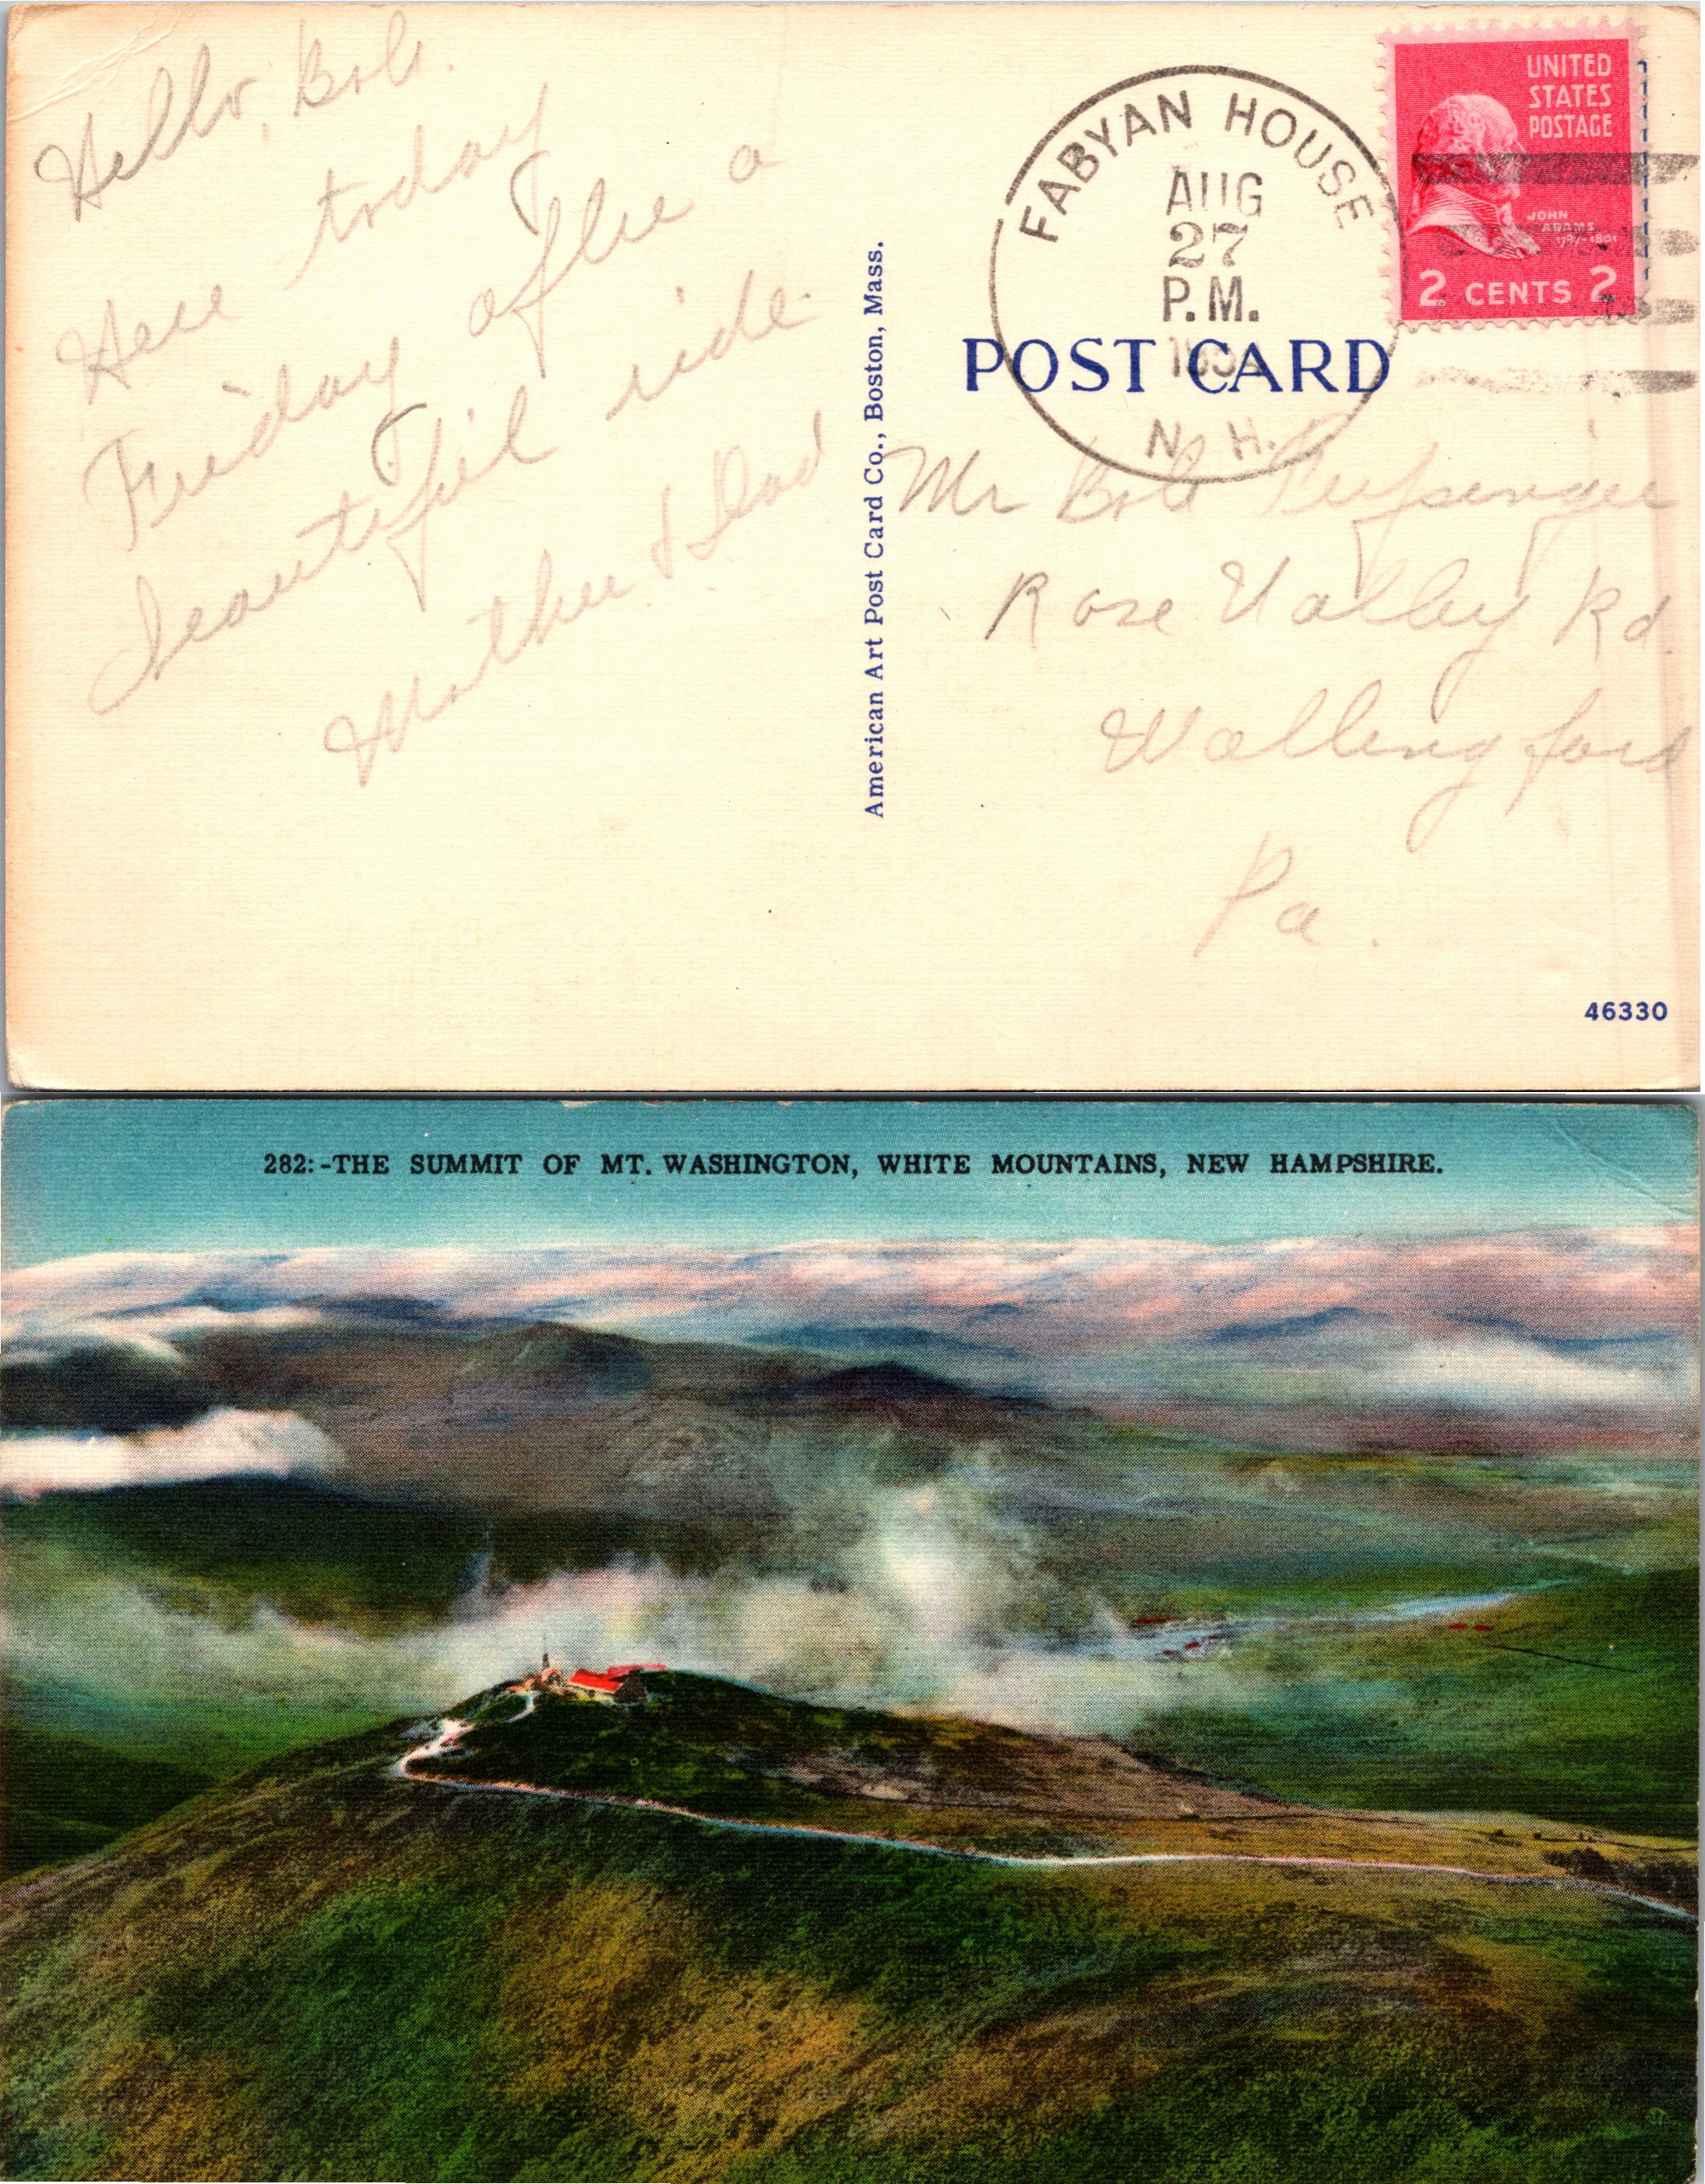 Hello, Bob.
Here today
Friday after a
beautiful ride
Mother & Dad
American Art Post Card Co., Boston, Mass.
FABYAN HOUSE
AUG
27
P.M.
N. H.
UNITED
STATES
POSTAGE
JOHN
ADAMS
1797-1801
2 CENTS 2
POST CARD
Mr Bob
Rose Valley Rd.
Wallingford
Pa.
46330
282:-THE SUMMIT OF MT. WASHINGTON, WHITE MOUNTAINS, NEW HAMPSHIRE.